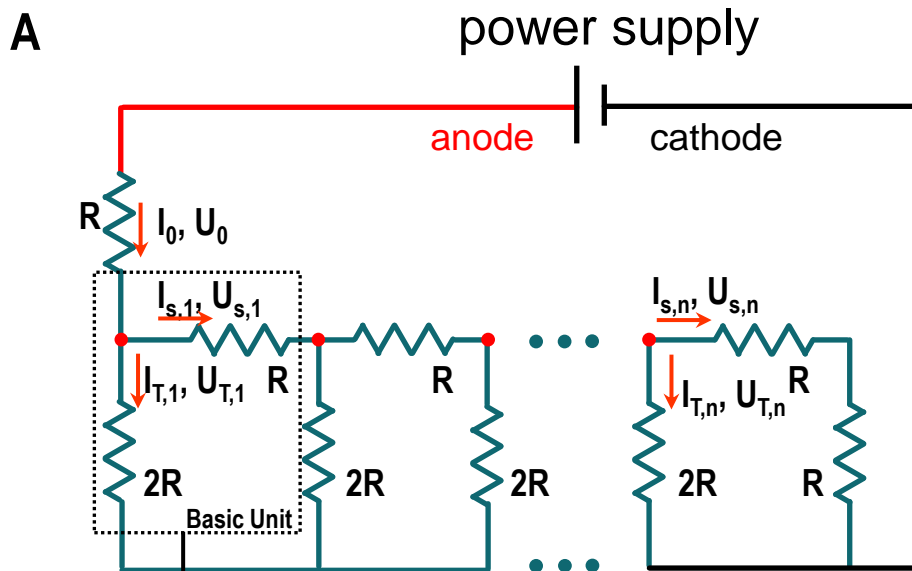 A
power supply
anode
cathode
R
I0, U0
Is,1, Us,1
R
IT,1, UT,1
2R
Basic Unit
R
2R
2R
Is,n, Us,n
R
IT,n, UT,n
2R
R